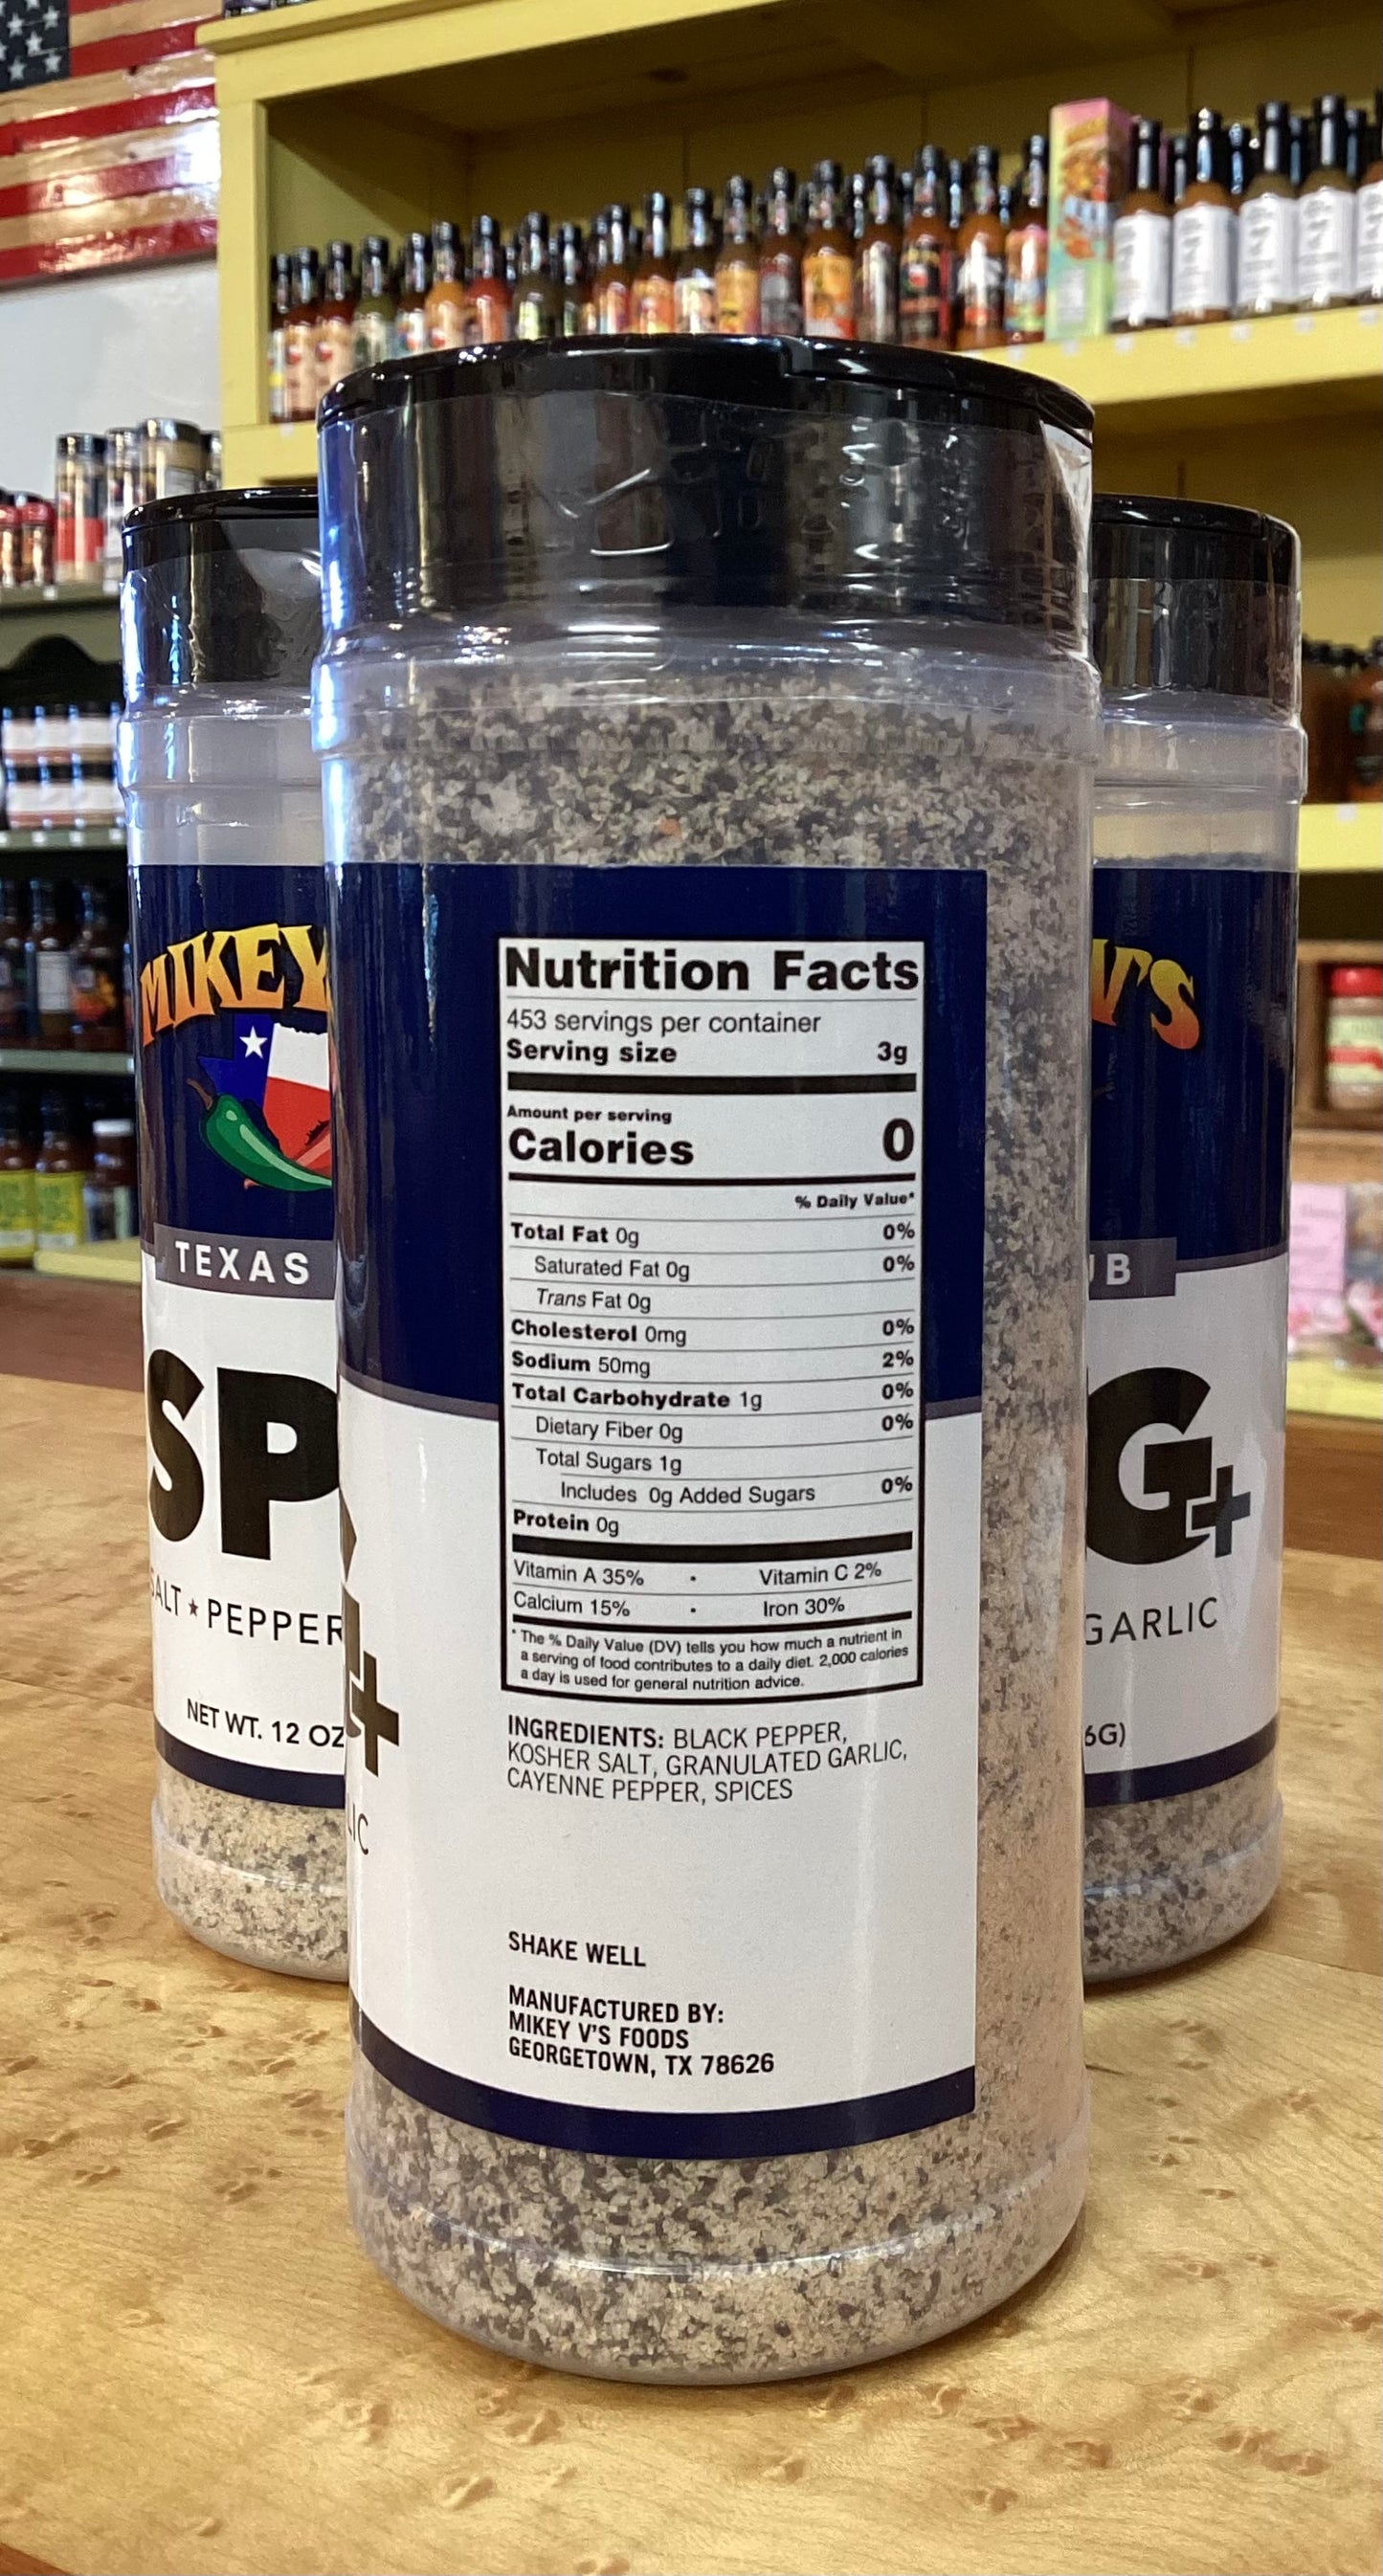 Nutrition Facts
453 servings per container
Serving size 3g
Amount per serving
Calories 0
% Daily Value*
Total Fat 0g 0%
Saturated Fat 0g 0%
Trans Fat 0g
Cholesterol 0mg 0%
Sodium 50mg 2%
Total Carbohydrate 1g 0%
Dietary Fiber 0g 0%
Total Sugars 1g
Includes 0g Added Sugars 0%
Protein 0g
Vitamin A 35% • Vitamin C 2%
Calcium 15% • Iron 30%
* The % Daily Value (DV) tells you how much a nutrient in
a serving of food contributes to a daily diet. 2,000 calories
a day is used for general nutrition advice.
INGREDIENTS: BLACK PEPPER,
KOSHER SALT, GRANULATED GARLIC,
CAYENNE PEPPER, SPICES
SHAKE WELL
MANUFACTURED BY:
MIKEY V'S FOODS
GEORGETOWN, TX 78626
MIKEY
TEXAS
SP
SALT ★ PEPPER
NET WT. 12 OZ
+
IC
V'S
UB
G+
GARLIC
6G)